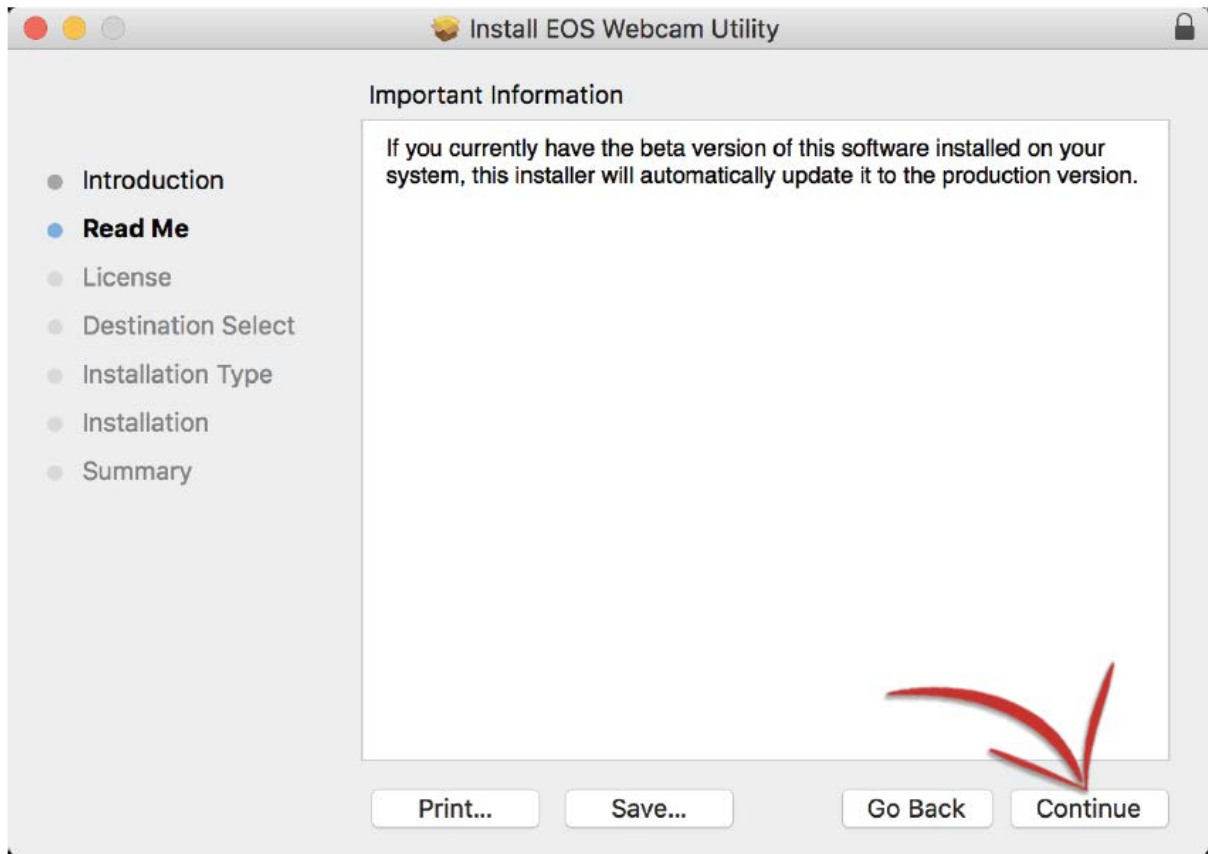 Install EOS Webcam Utility
Important Information
If you currently have the beta version of this software installed on your
system, this installer will automatically update it to the production version.
Introduction
Read Me
License
Destination Select
Installation Type
Installation
Summary
Print...
Save...
Go Back
Continue